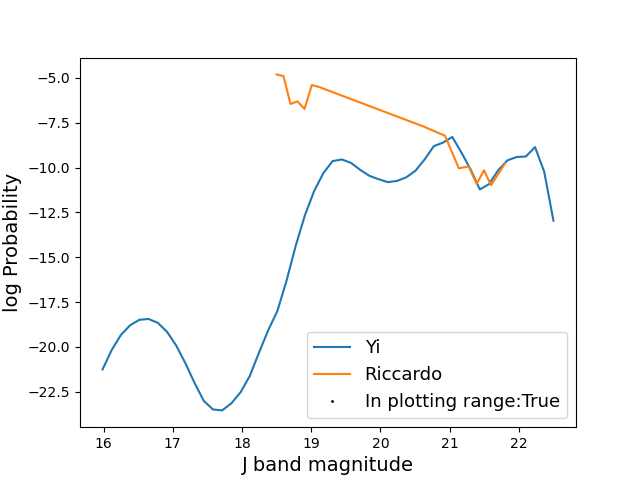 −5.0
−7.5
−10.0
−12.5
−15.0
−17.5
−20.0
−22.5
log Probability
16 17 18 19 20 21 22
J band magnitude
Yi
Riccardo
In plotting range:True